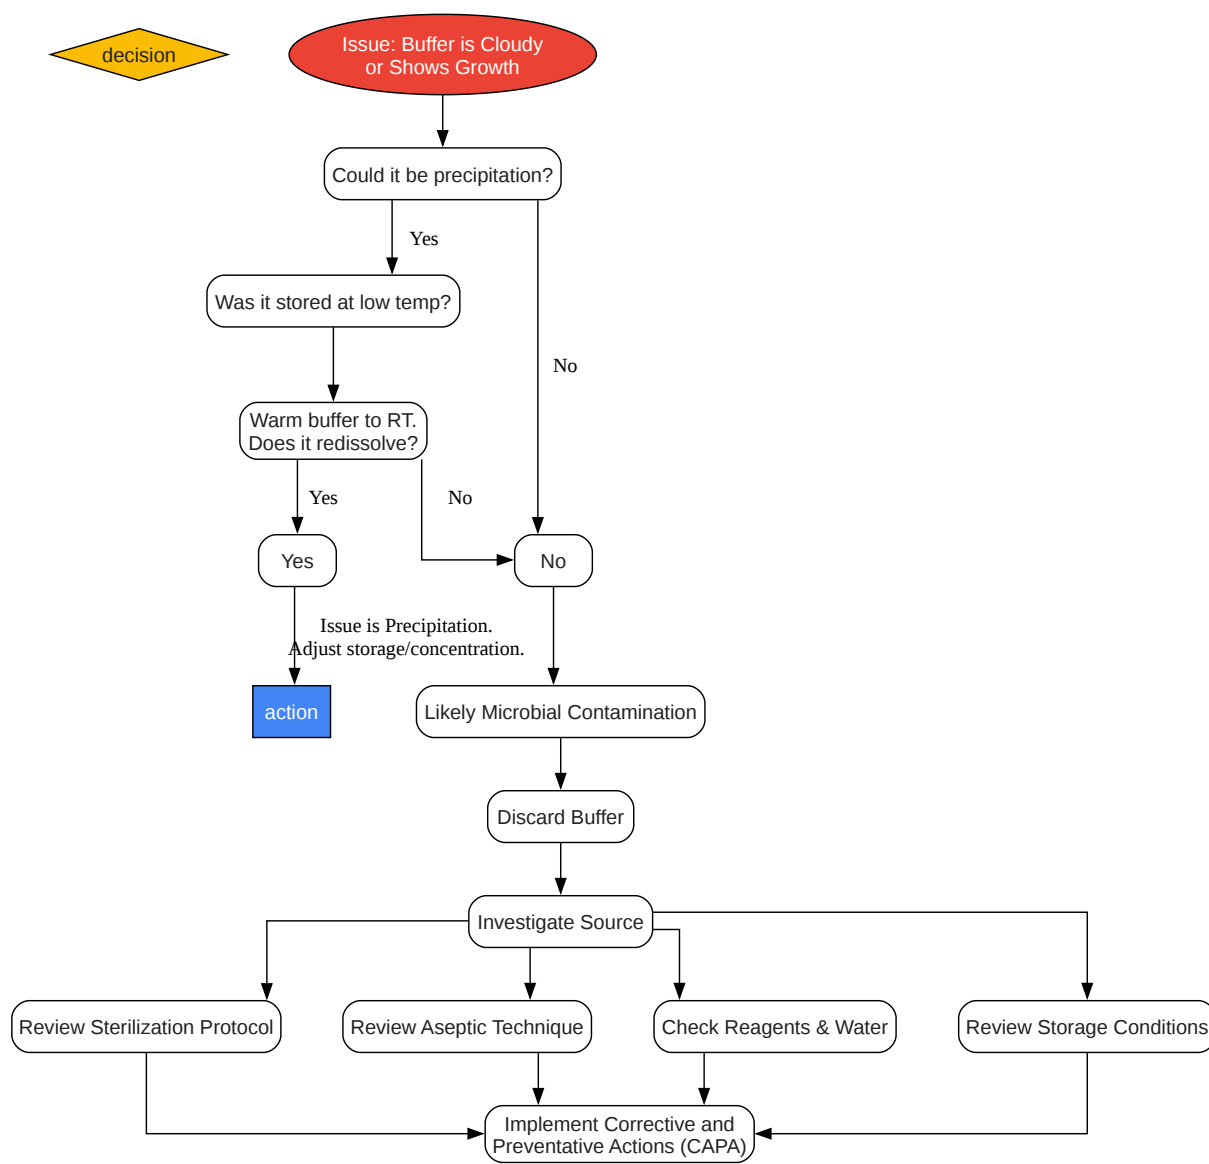 decision
Issue: Buffer is Cloudy
or Shows Growth
Could it be precipitation?
Yes
Was it stored at low temp?
No
Warm buffer to RT.
Does it redissolve?
Yes
No
Yes
No
Issue is Precipitation.
Adjust storage/concentration.
action
Likely Microbial Contamination
Discard Buffer
Investigate Source
Review Sterilization Protocol
Review Aseptic Technique
Check Reagents & Water
Review Storage Conditions
Implement Corrective and
Preventative Actions (CAPA)